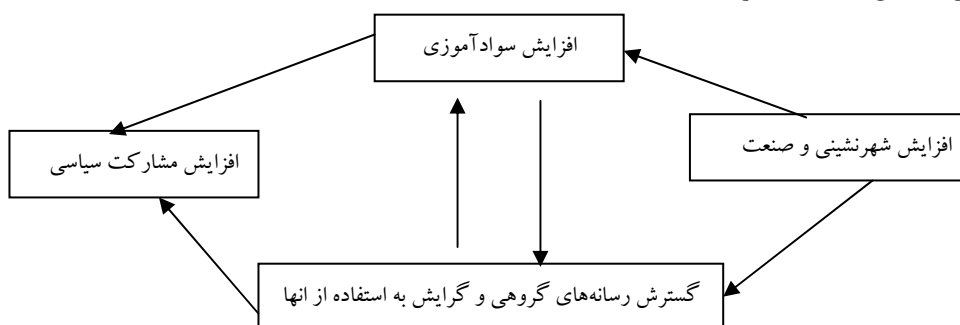 افزایش سوادآموزی
افزایش شهرنشینی و صنعت
افزایش مشارکت سیاسی
گسترش رسانه‌های گروهی و گرایش به استفاده از انها